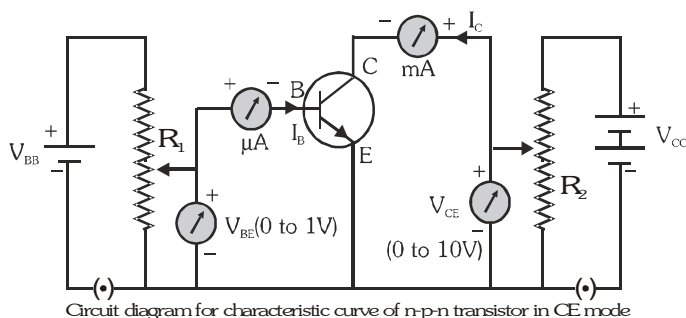 − + I_C
C
mA
+ − B
I_B
µA
E
V_BB
+
−
R_1
+
−
V_BE(0 to 1V)
+
V_CE
−
(0 to 10V)
R_2
+
−
V_CC
Circuit diagram for characteristic curve of n-p-n transistor in CE mode